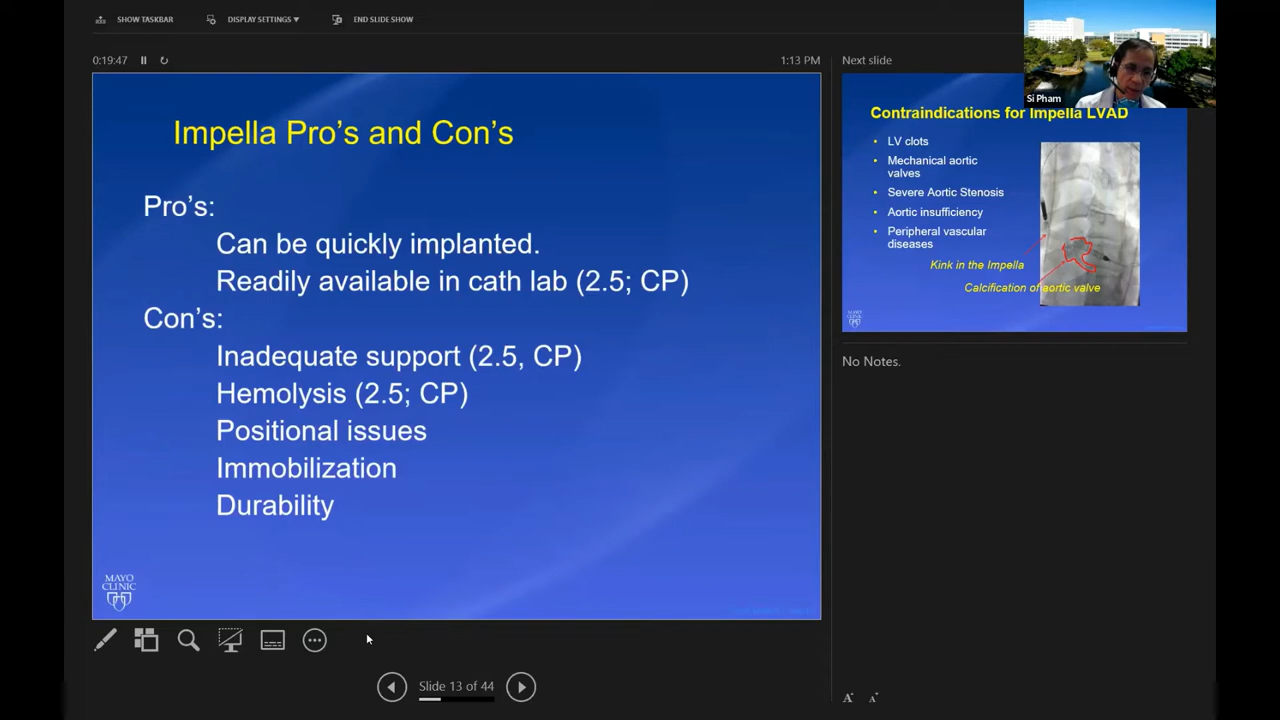 SHOW TASKBAR
DISPLAY SETTINGS ▼
END SLIDE SHOW
0:19:47
1:13 PM
Impella Pro's and Con's
Pro's:
Can be quickly implanted.
Readily available in cath lab (2.5; CP)
Con's:
Inadequate support (2.5, CP)
Hemolysis (2.5; CP)
Positional issues
Immobilization
Durability
MAYO
CLINIC
Slide 13 of 44
Next slide
Si Pham
Contraindications for Impella LVAD
• LV clots
• Mechanical aortic
valves
• Severe Aortic Stenosis
• Aortic insufficiency
• Peripheral vascular
diseases
Kink in the Impella
Calcification of aortic valve
MAYO
CLINIC
No Notes.
A
A